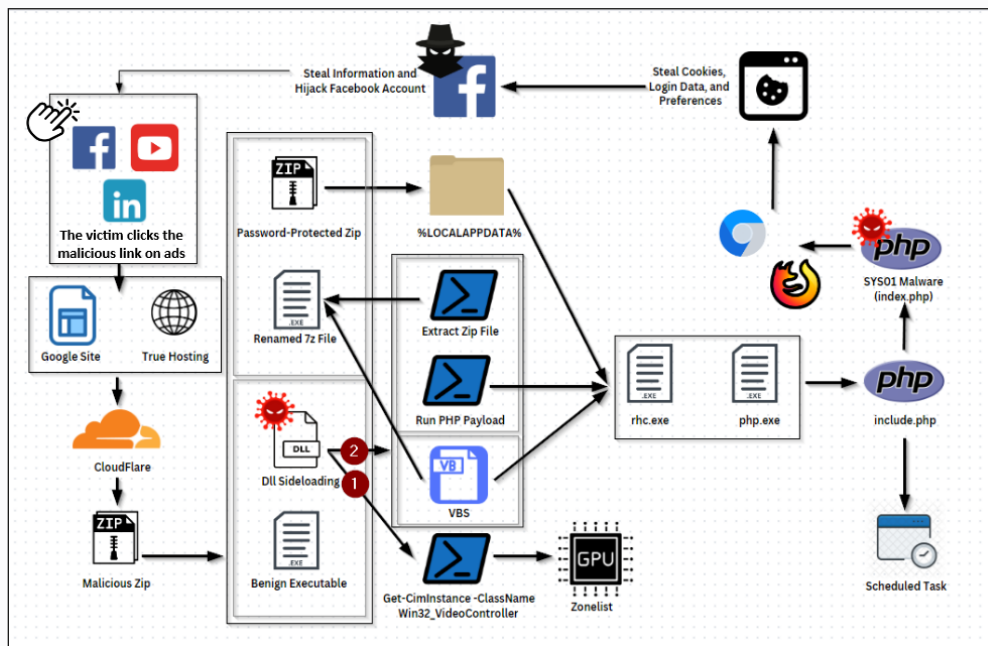 Steal Information and
Hijack Facebook Account
Steal Cookies,
Login Data, and
Preferences
in
The victim clicks the
malicious link on ads
ZIP
Password-Protected Zip
%LOCALAPPDATA%
php
SYS01 Malware
(index.php)
Google Site
True Hosting
.EXE
Renamed 7z File
Extract Zip File
Run PHP Payload
.EXE
rhc.exe
.EXE
php.exe
php
include.php
CloudFlare
DLL
Dll Sideloading
2
1
VB
VBS
ZIP
Malicious Zip
.EXE
Benign Executable
Get-CimInstance -ClassName
Win32_VideoController
GPU
Zonelist
Scheduled Task